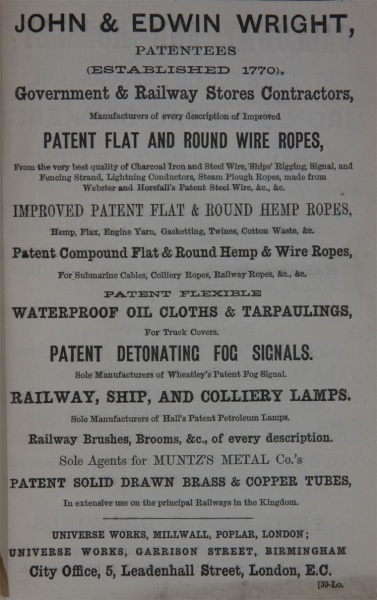 JOHN & EDWIN WRIGHT,
PATENTEES
(ESTABLISHED 1770),
Government & Railway Stores Contractors,
Manufacturers of every description of Improved
PATENT FLAT AND ROUND WIRE ROPES,
From the very best quality of Charcoal Iron and Steel Wire, Ships' Rigging, Signal, and
Fencing Strand, Lightning Conductors, Steam Plough Ropes, made from
Webster and Horsfall's Patent Steel Wire, &c., &c.
IMPROVED PATENT FLAT & ROUND HEMP ROPES,
Hemp, Flax, Engine Yarn, Gasketting, Twines, Cotton Waste, &c.
Patent Compound Flat & Round Hemp & Wire Ropes,
For Submarine Cables, Colliery Ropes, Railway Ropes, &c., &c.
PATENT FLEXIBLE
WATERPROOF OIL CLOTHS & TARPAULINGS,
For Truck Covers.
PATENT DETONATING FOG SIGNALS.
Sole Manufacturers of Wheatley's Patent Fog Signal.
RAILWAY, SHIP, AND COLLIERY LAMPS.
Sole Manufacturers of Hall's Patent Petroleum Lamps.
Railway Brushes, Brooms, &c., of every description.
Sole Agents for MUNTZ'S METAL Co.'s
PATENT SOLID DRAWN BRASS & COPPER TUBES,
In extensive use on the principal Railways in the Kingdom.
UNIVERSE WORKS, MILLWALL, POPLAR, LONDON;
UNIVERSE WORKS, GARRISON STREET, BIRMINGHAM
City Office, 5, Leadenhall Street, London, E.C.
[30-Lo.